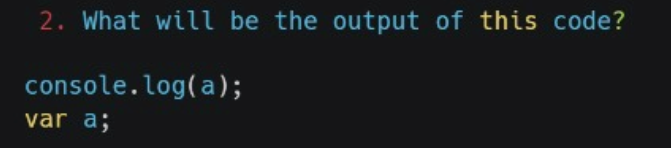 2. What will be the output of this code?
console.log(a);
var a;